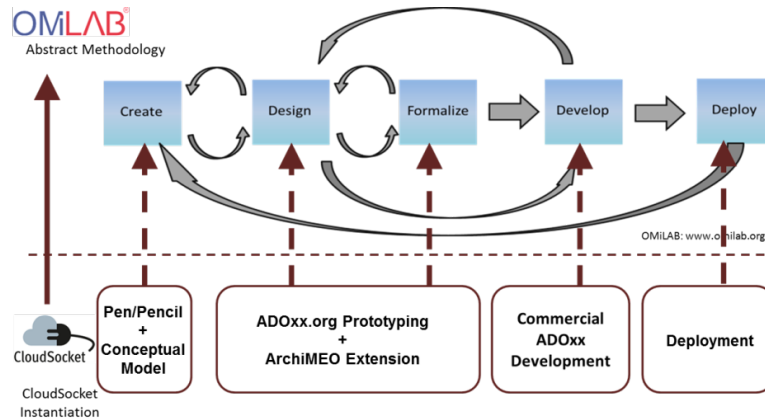 OMiLAB®
Abstract Methodology
Create
Design
Formalize
Develop
Deploy
OMiLAB: www.omilab.org
Pen/Pencil
+
Conceptual
Model
ADOxx.org Prototyping
+
ArchiMEO Extension
Commercial
ADOxx
Development
Deployment
CloudSocket
CloudSocket
Instantiation